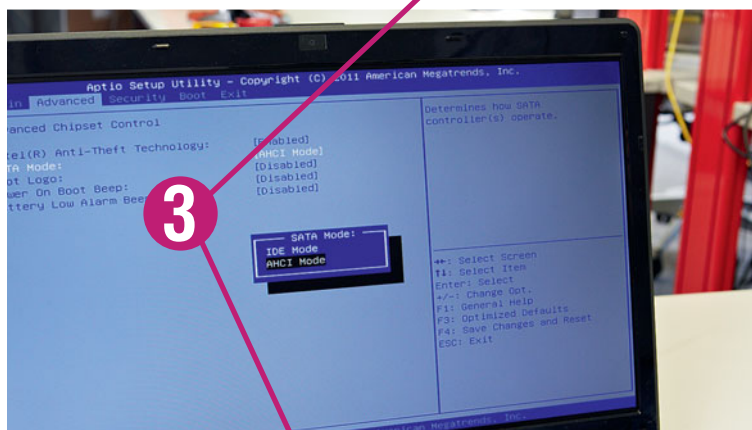 Aptio Setup Utility – Copyright (C) 2011 American Megatrends, Inc.
in Advanced Security Boot Exit
vanced Chipset Control
tel(R) Anti-Theft Technology: [Enabled]
TA Mode: [AHCI Mode]
ot Logo: [Disabled]
wer On Boot Beep: [Disabled]
ttery Low Alarm Bee [Disabled]
Determines how SATA
controller(s) operate.
3
SATA Mode:
IDE Mode
AHCI Mode
↔: Select Screen
↑↓: Select Item
Enter: Select
+/-: Change Opt.
F1: General Help
F3: Optimized Defaults
F4: Save Changes and Reset
ESC: Exit
American Megatrends, Inc.